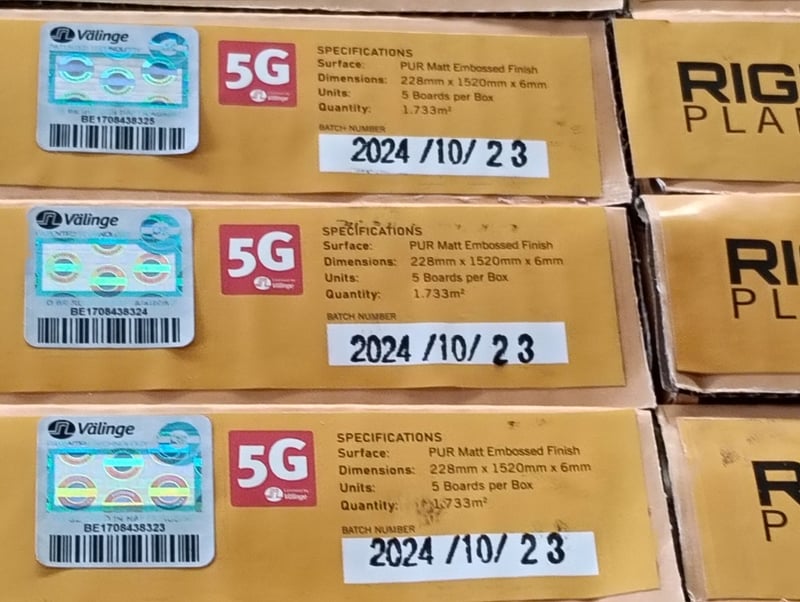 Välinge
BE1708438325
5G
Välinge
SPECIFICATIONS
Surface: PUR Matt Embossed Finish
Dimensions: 228mm x 1520mm x 6mm
Units: 5 Boards per Box
Quantity: 1.733m²
BATCH NUMBER
2024/10/23
RIG
PLA
Välinge
BE1708438324
5G
Välinge
SPECIFICATIONS
Surface: PUR Matt Embossed Finish
Dimensions: 228mm x 1520mm x 6mm
Units: 5 Boards per Box
Quantity: 1.733m²
BATCH NUMBER
2024/10/23
RI
PL
Välinge
BE1708438323
5G
Välinge
SPECIFICATIONS
Surface: PUR Matt Embossed Finish
Dimensions: 228mm x 1520mm x 6mm
Units: 5 Boards per Box
Quantity: 1.733m²
BATCH NUMBER
2024/10/23
R
P